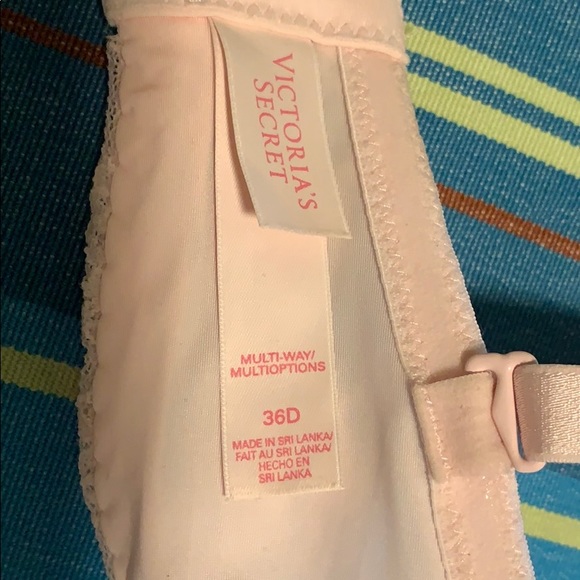 VICTORIA'S
SECRET
MULTI-WAY/
MULTIOPTIONS
36D
MADE IN SRI LANKA/
FAIT AU SRI LANKA/
HECHO EN
SRI LANKA